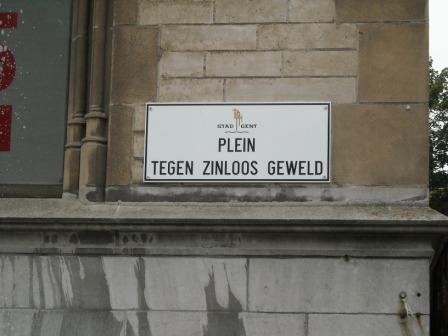 STAD GENT
PLEIN
TEGEN ZINLOOS GEWELD